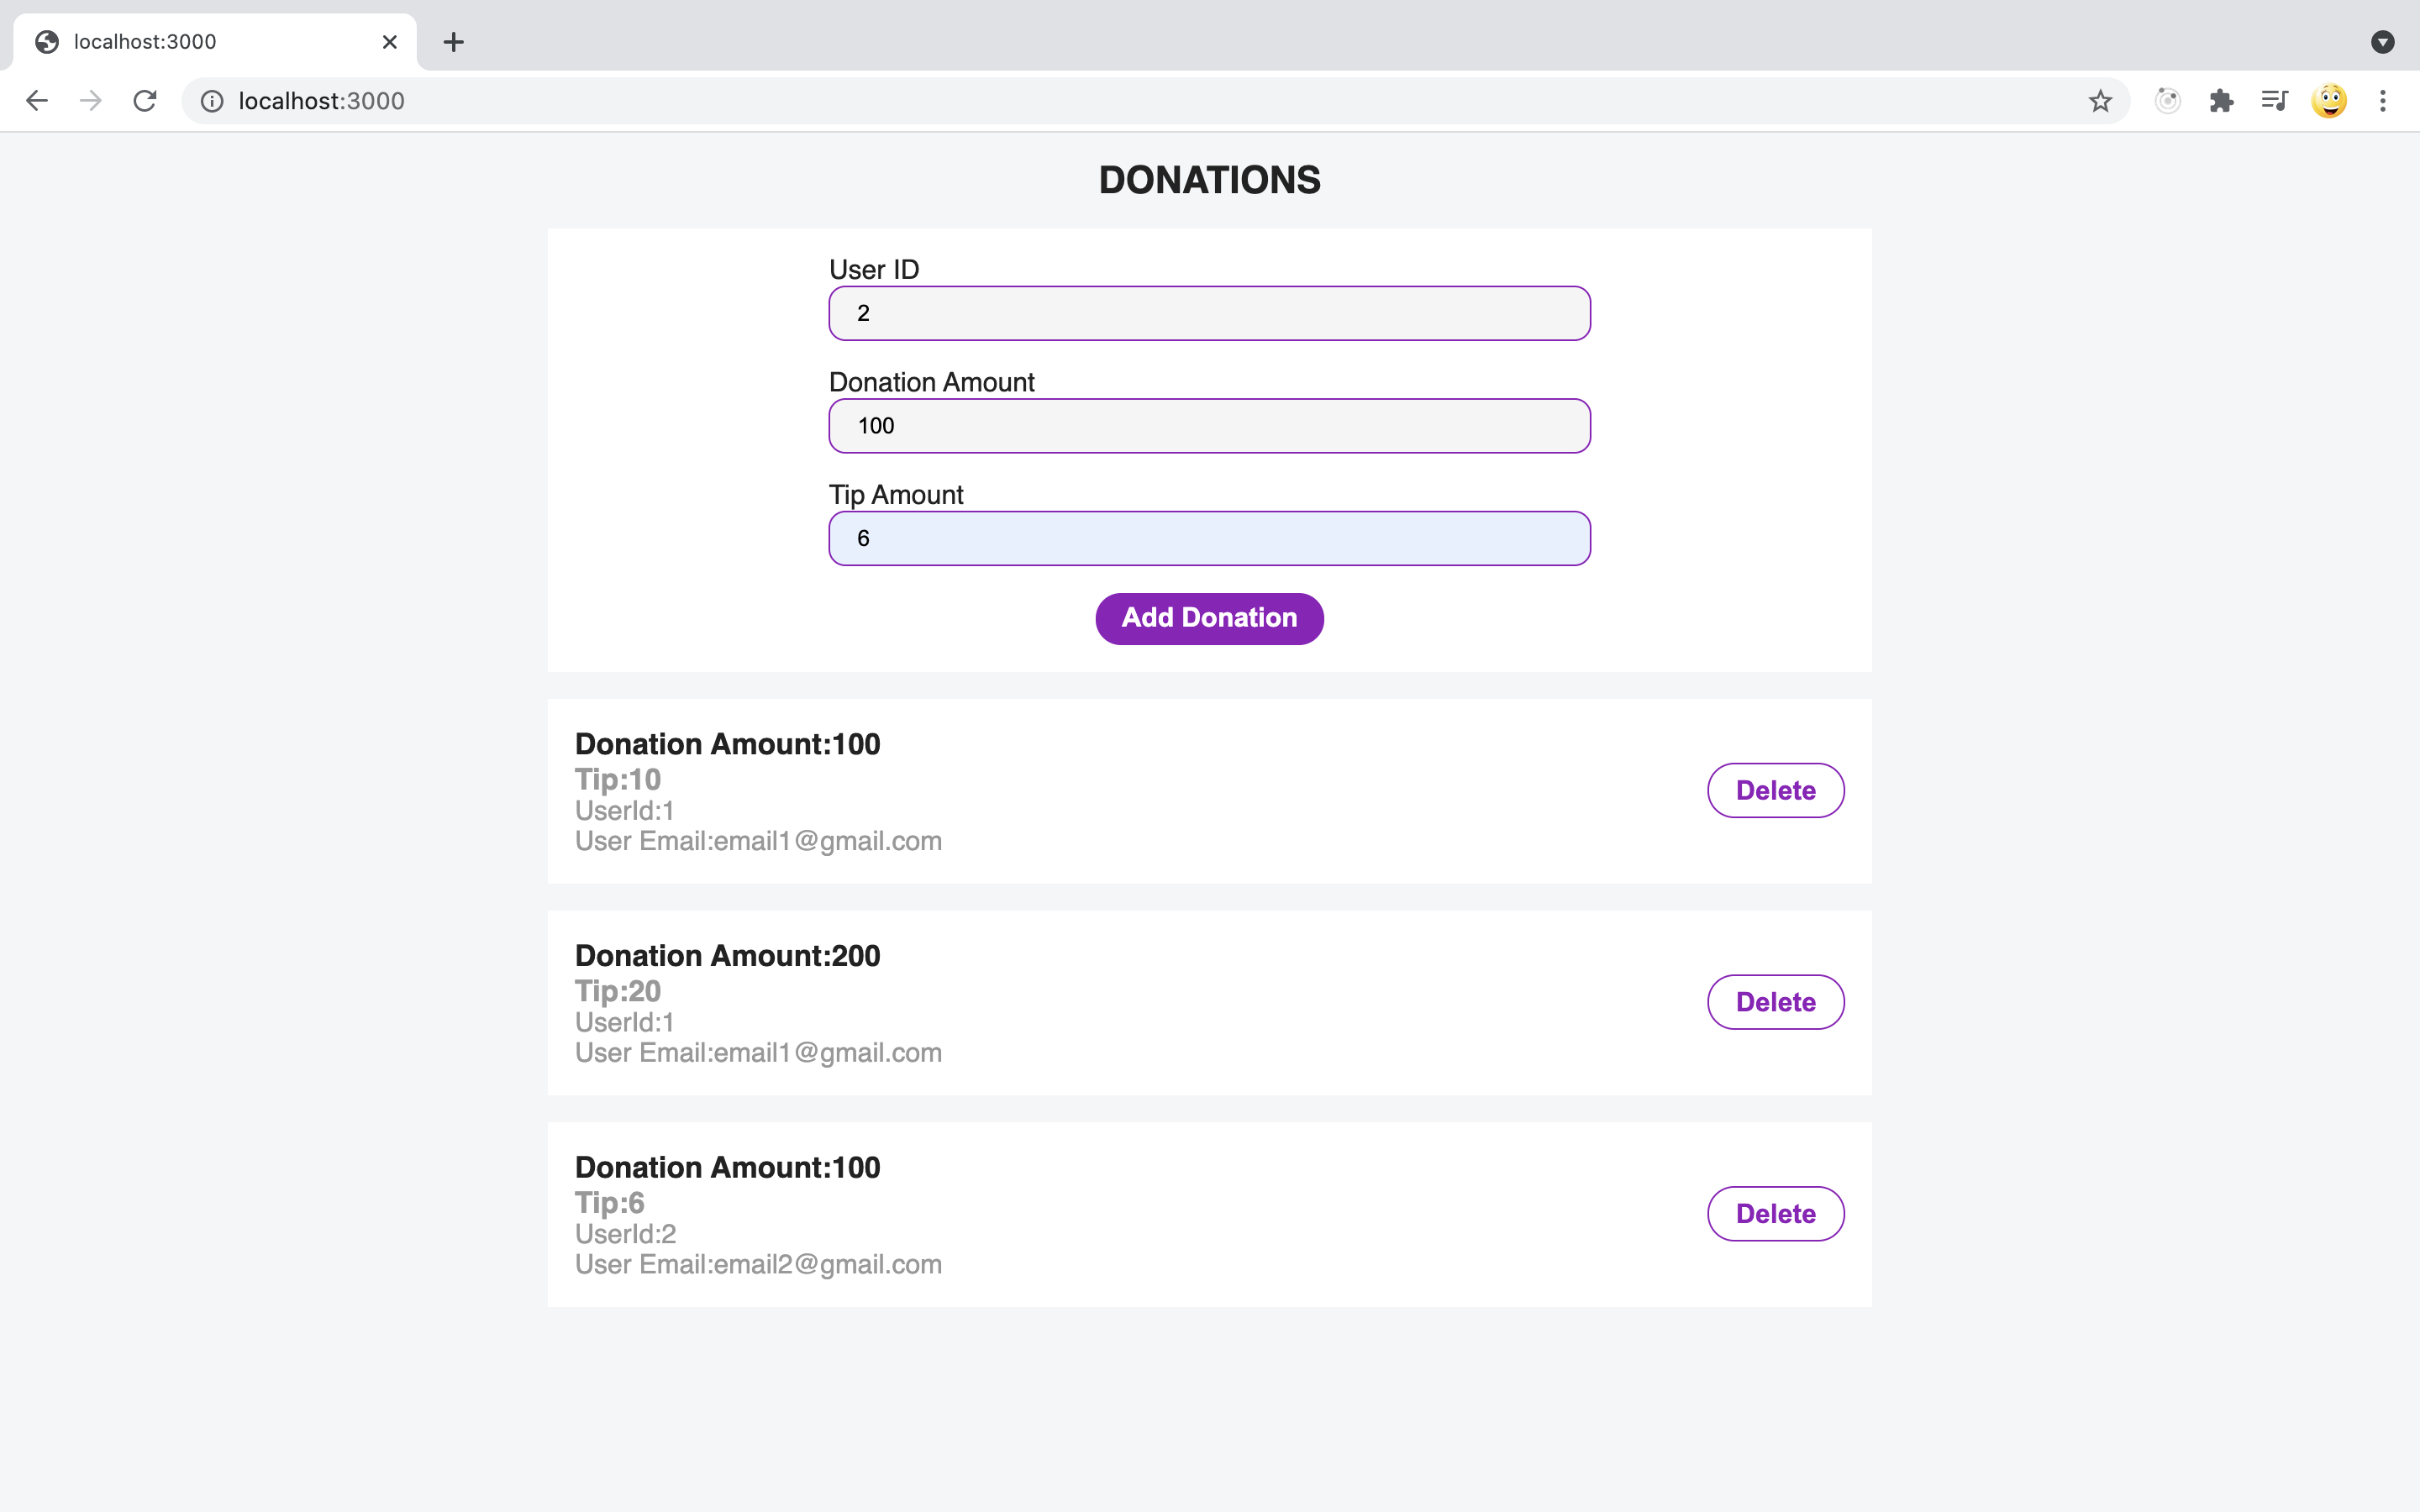 localhost:3000
localhost:3000
DONATIONS
User ID
2
Donation Amount
100
Tip Amount
6
Add Donation
Donation Amount:100
Tip:10
UserId:1
User Email:email1@gmail.com
Delete
Donation Amount:200
Tip:20
UserId:1
User Email:email1@gmail.com
Delete
Donation Amount:100
Tip:6
UserId:2
User Email:email2@gmail.com
Delete